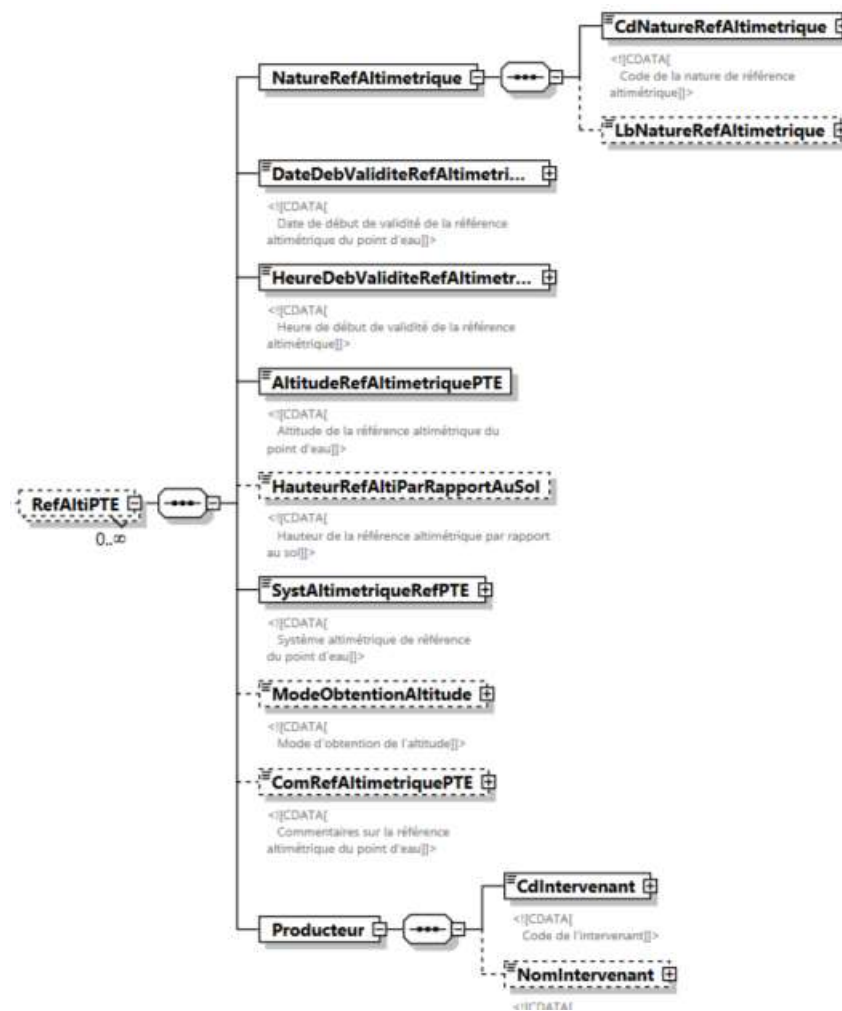 CdNatureRefAltimetrique
<![CDATA[
Code de la nature de référence
altimétrique]]>
NatureRefAltimetrique
LbNatureRefAltimetrique
DateDebValiditeRefAltimetri...
<![CDATA[
Date de début de validité de la référence
altimétrique du point d'eau]]>
HeureDebValiditeRefAltimetr...
<![CDATA[
Heure de début de validité de la référence
altimétrique]]>
AltitudeRefAltimetriquePTE
<![CDATA[
Altitude de la référence altimétrique du
point d'eau]]>
RefAltiPTE
0..∞
HauteurRefAltiParRapportAuSol
<![CDATA[
Hauteur de la référence altimétrique par rapport
au sol]]>
SystAltimetriqueRefPTE
<![CDATA[
Système altimétrique de référence
du point d'eau]]>
ModeObtentionAltitude
<![CDATA[
Mode d'obtention de l'altitude]]>
ComRefAltimetriquePTE
<![CDATA[
Commentaires sur la référence
altimétrique du point d'eau]]>
Producteur
CdIntervenant
<![CDATA[
Code de l'intervenant]]>
NomIntervenant
<![CDATA[